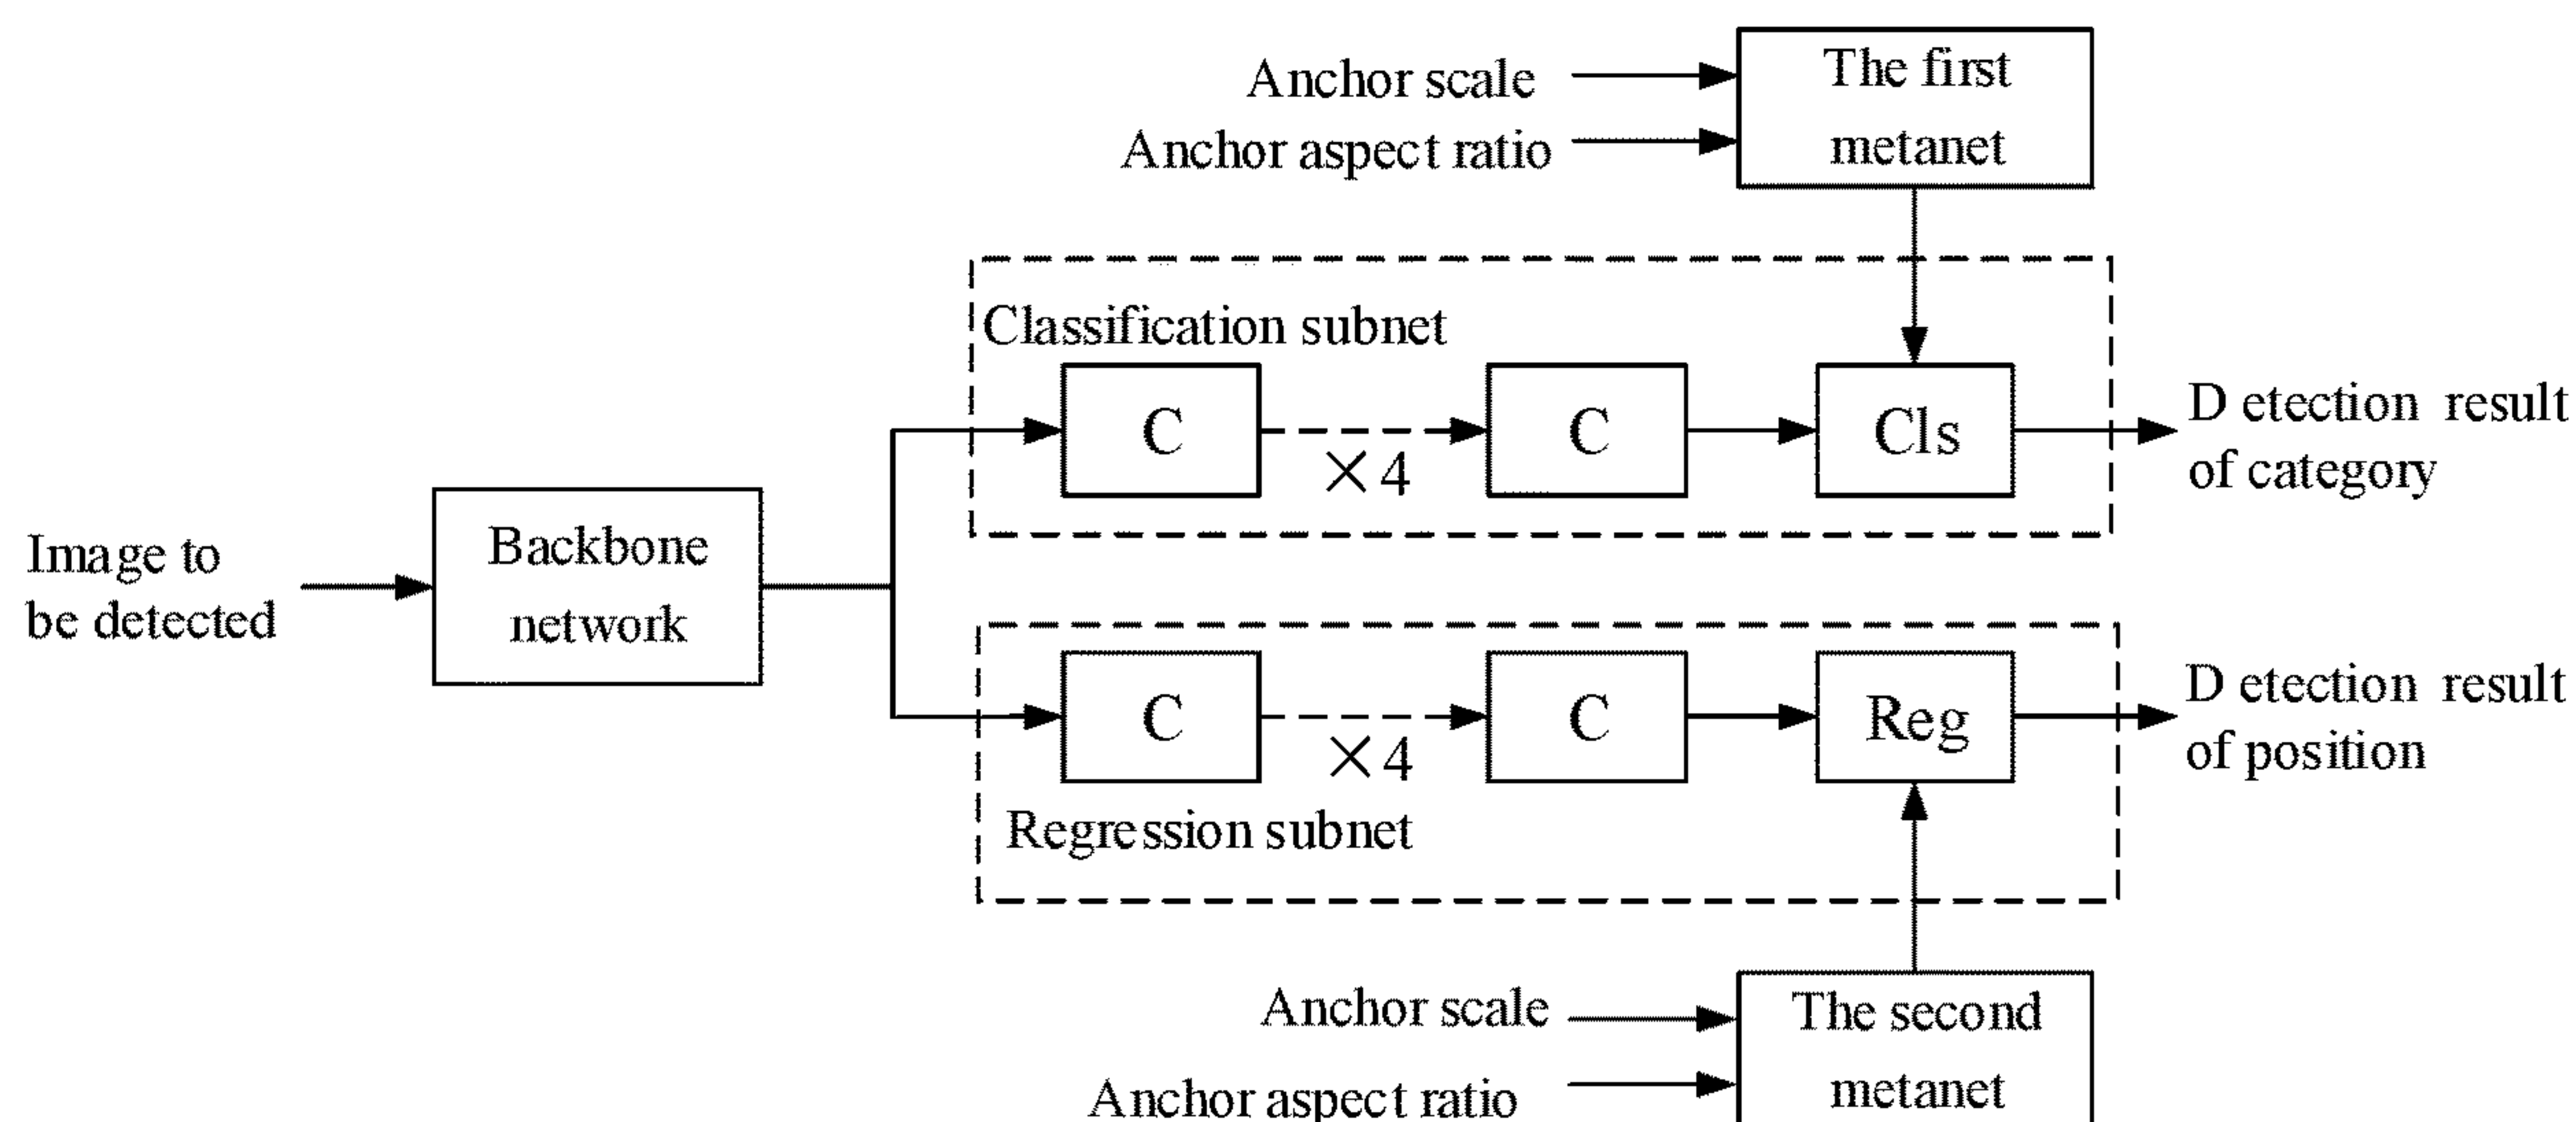 Anchor scale
Anchor aspect ratio
The first
metanet
Classification subnet
C
×4
C
Cls
D etection result
of category
Image to
be detected
Backbone
network
C
×4
C
Reg
D etection result
of position
Regression subnet
Anchor scale
Anchor aspect ratio
The second
metanet